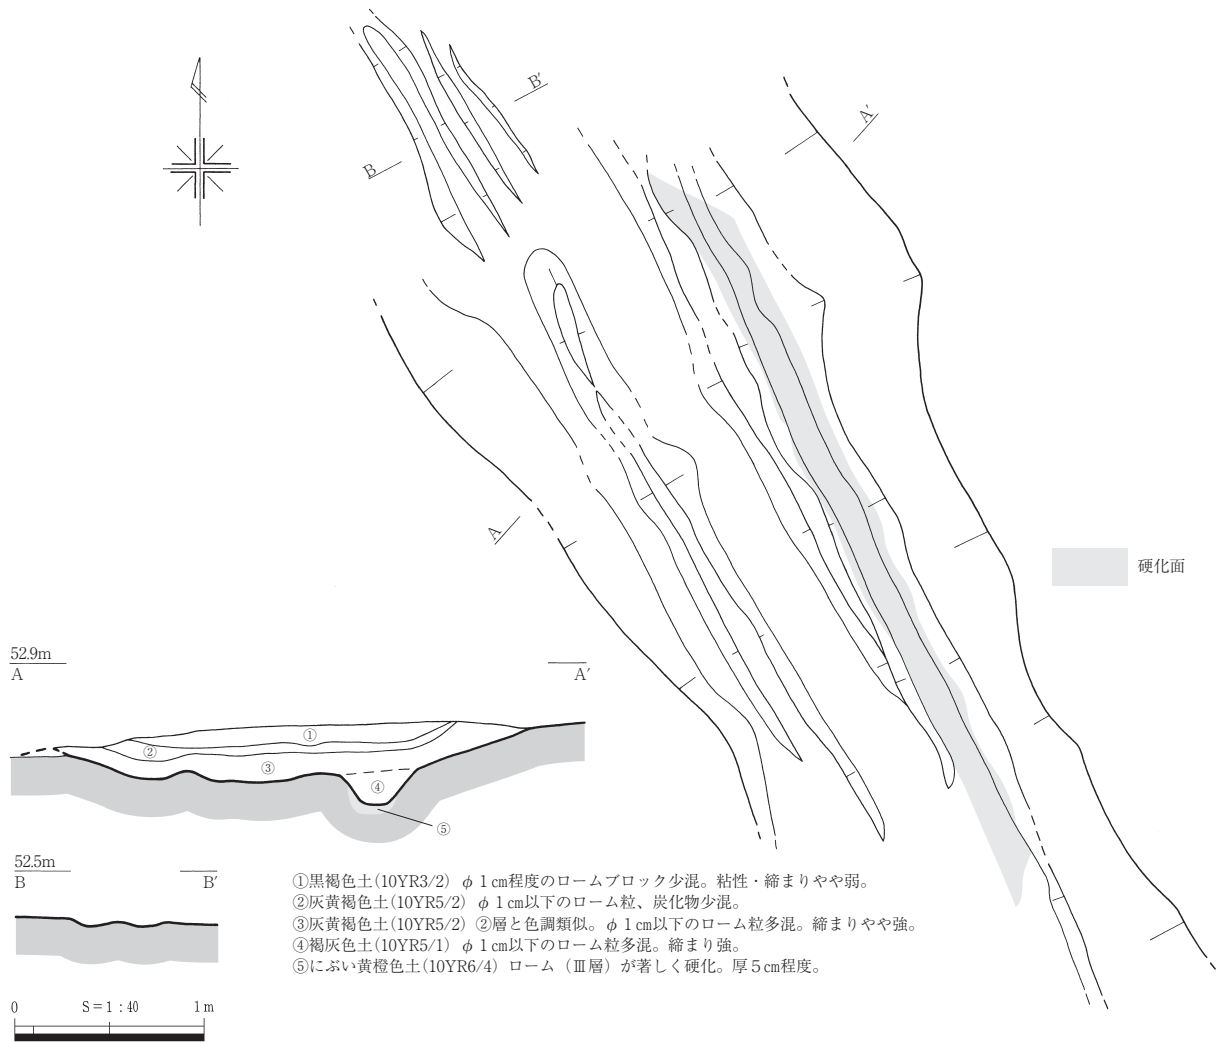 B
B′
A′
A
硬化面
52.9m
A
A′
①
②
③
④
⑤
52.5m
B
B′
①黒褐色土(10YR3/2) φ１㎝程度のロームブロック少混。粘性・締まりやや弱。
②灰黄褐色土(10YR5/2) φ１㎝以下のローム粒、炭化物少混。
③灰黄褐色土(10YR5/2) ②層と色調類似。φ１㎝以下のローム粒多混。締まりやや強。
④褐灰色土(10YR5/1) φ１㎝以下のローム粒多混。締まり強。
⑤にぶい黄橙色土(10YR6/4) ローム（Ⅲ層）が著しく硬化。厚５㎝程度。
0 S＝1：40 1m